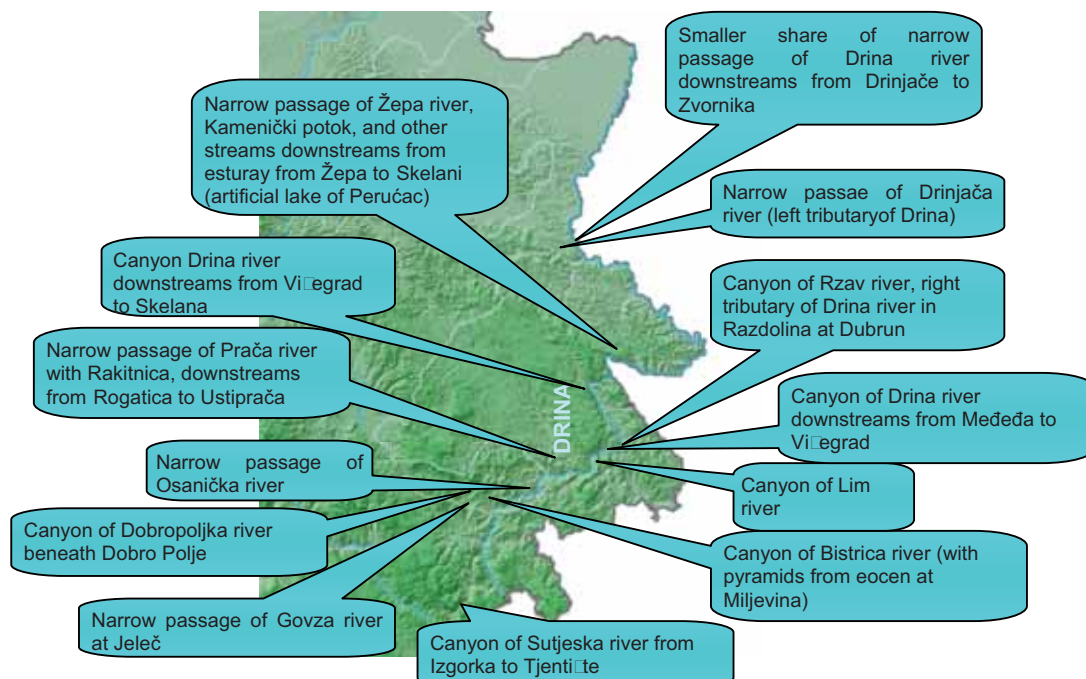 Smaller share of narrow
passage of Drina river
downstreams from Drinjače to
Zvornika
Narrow passage of Žepa river,
Kamenički potok, and other
streams downstreams from
esturay from Žepa to Skelani
(artificial lake of Perućac)
Narrow passae of Drinjača
river (left tributaryof Drina)
Canyon Drina river
downstreams from Vi□egrad
to Skelana
Canyon of Rzav river, right
tributary of Drina river in
Razdolina at Dubrun
Narrow passage of Prača river
with Rakitnica, downstreams
from Rogatica to Ustiprača
DRINA
Canyon of Drina river
downstreams from Međeđa to
Vi□egrad
Narrow passage of
Osanička river
Canyon of Lim
river
Canyon of Dobropoljka river
beneath Dobro Polje
Canyon of Bistrica river (with
pyramids from eocen at
Miljevina)
Narrow passage of Govza river
at Jeleč
Canyon of Sutjeska river from
Izgorka to Tjenti□te